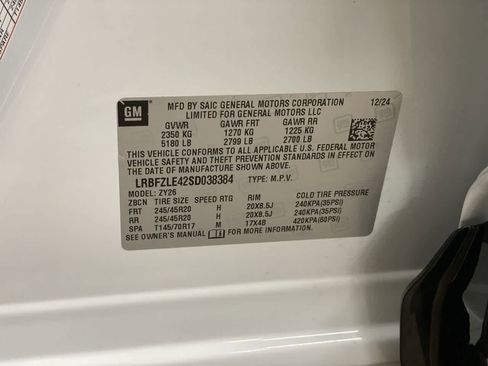 GM
MFD BY SAIC GENERAL MOTORS CORPORATION 12/24
LIMITED FOR GENERAL MOTORS LLC
GVWR GAWR FRT GAWR RR
2350 KG 1270 KG 1225 KG
5180 LB 2799 LB 2700 LB
THIS VEHICLE CONFORMS TO ALL APPLICABLE U.S. FEDERAL MOTOR
VEHICLE SAFETY AND THEFT PREVENTION STANDARDS IN EFFECT ON
THE DATE OF MANUFACTURE SHOWN ABOVE.
LRBFZLE42SD038384 TYPE: M.P.V.
MODEL: ZY26
ZBCN TIRE SIZE SPEED RTG RIM COLD TIRE PRESSURE
FRT 245/45R20 H 20X8.5J 240KPA(35PSI)
RR 245/45R20 H 20X8.5J 240KPA(35PSI)
SPA T145/70R17 M 17X4B 420KPA(60PSI)
SEE OWNER'S MANUAL FOR MORE INFORMATION.